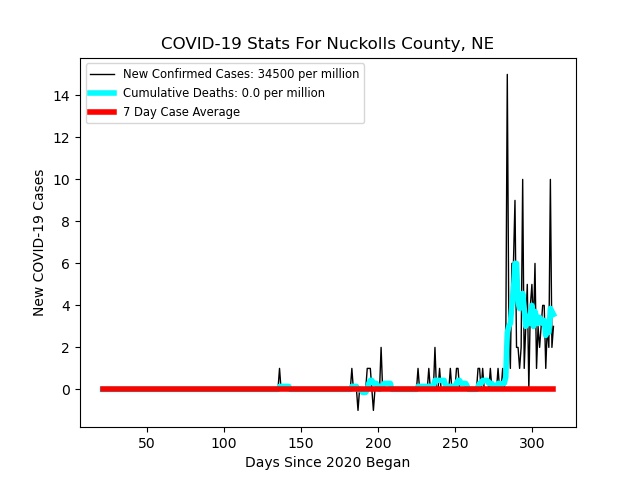 COVID-19 Stats For Nuckolls County, NE
New Confirmed Cases: 34500 per million
Cumulative Deaths: 0.0 per million
7 Day Case Average
New COVID-19 Cases
14
12
10
8
6
4
2
0
50 100 150 200 250 300
Days Since 2020 Began